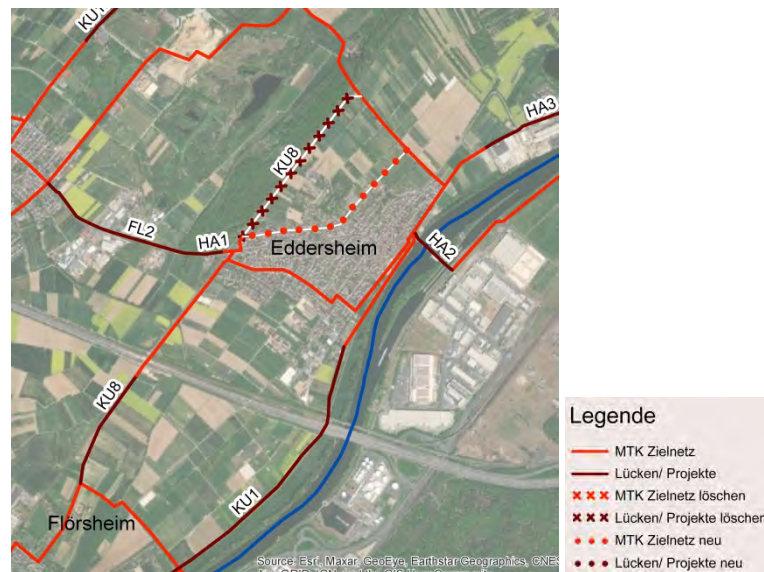 KU1
HA3
KU8
FL2
HA1
Eddersheim
HA2
KU8
KU1
Flörsheim
Source: Esri, Maxar, GeoEye, Earthstar Geographics, CNES
Legende
MTK Zielnetz
Lücken/ Projekte
MTK Zielnetz löschen
Lücken/ Projekte löschen
MTK Zielnetz neu
Lücken/ Projekte neu